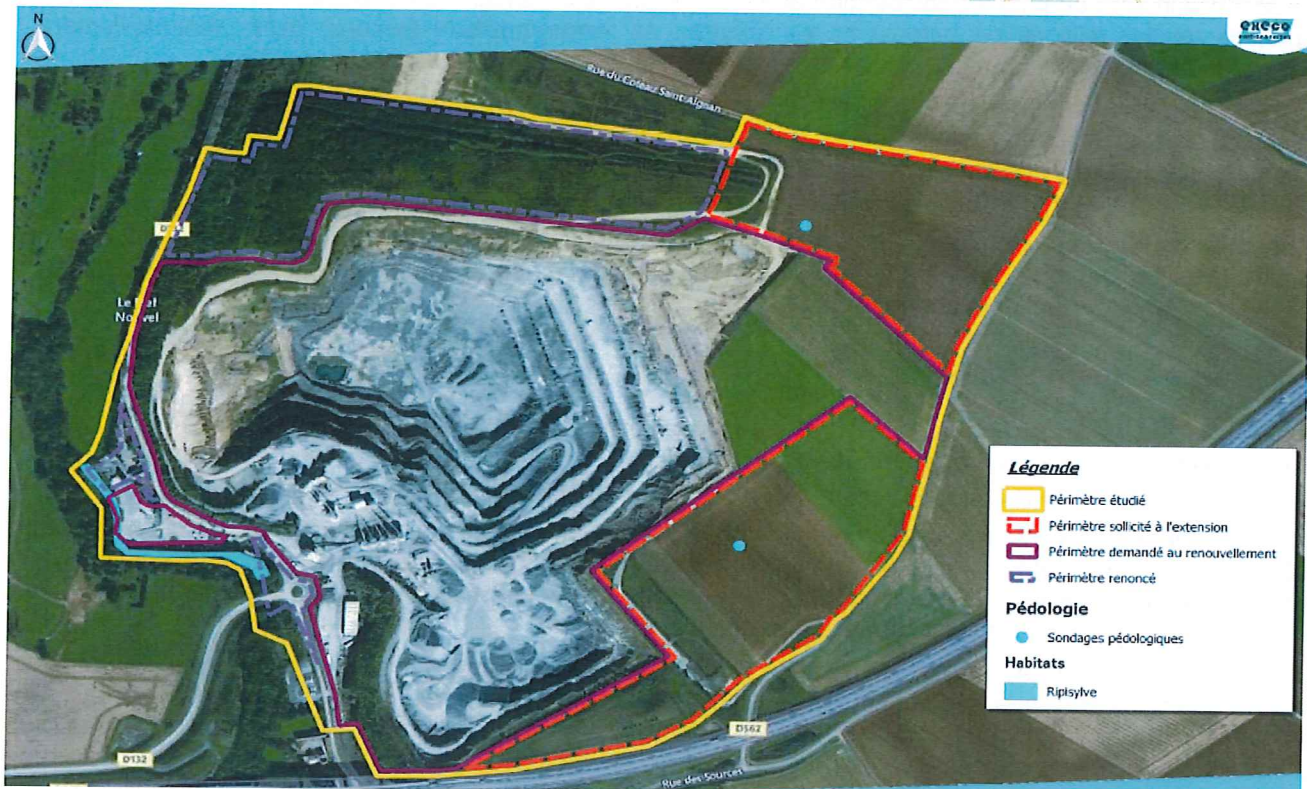 N
execo
Rue du Coteau Saint-Aignan
Le
Légende
Périmètre étudié
Périmètre sollicité à l'extension
Périmètre demandé au renouvellement
Périmètre renoncé
Pédologie
Sondages pédologiques
Habitats
Ripisylve
D562
D132
Rue des Sources